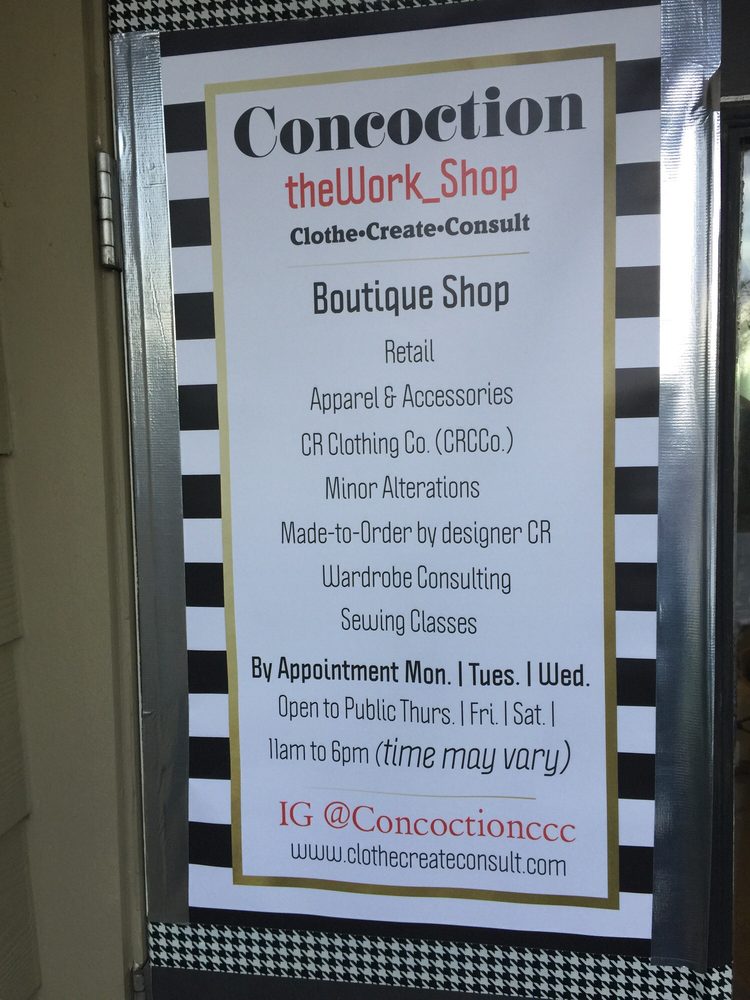 Concoction
theWork_Shop
Clothe•Create•Consult
Boutique Shop
Retail
Apparel & Accessories
CR Clothing Co. (CRCCo.)
Minor Alterations
Made-to-Order by designer CR
Wardrobe Consulting
Sewing Classes
By Appointment Mon. | Tues. | Wed.
Open to Public Thurs. | Fri. | Sat. |
11am to 6pm (time may vary)
IG @Concoctionccc
www.clothecreateconsult.com